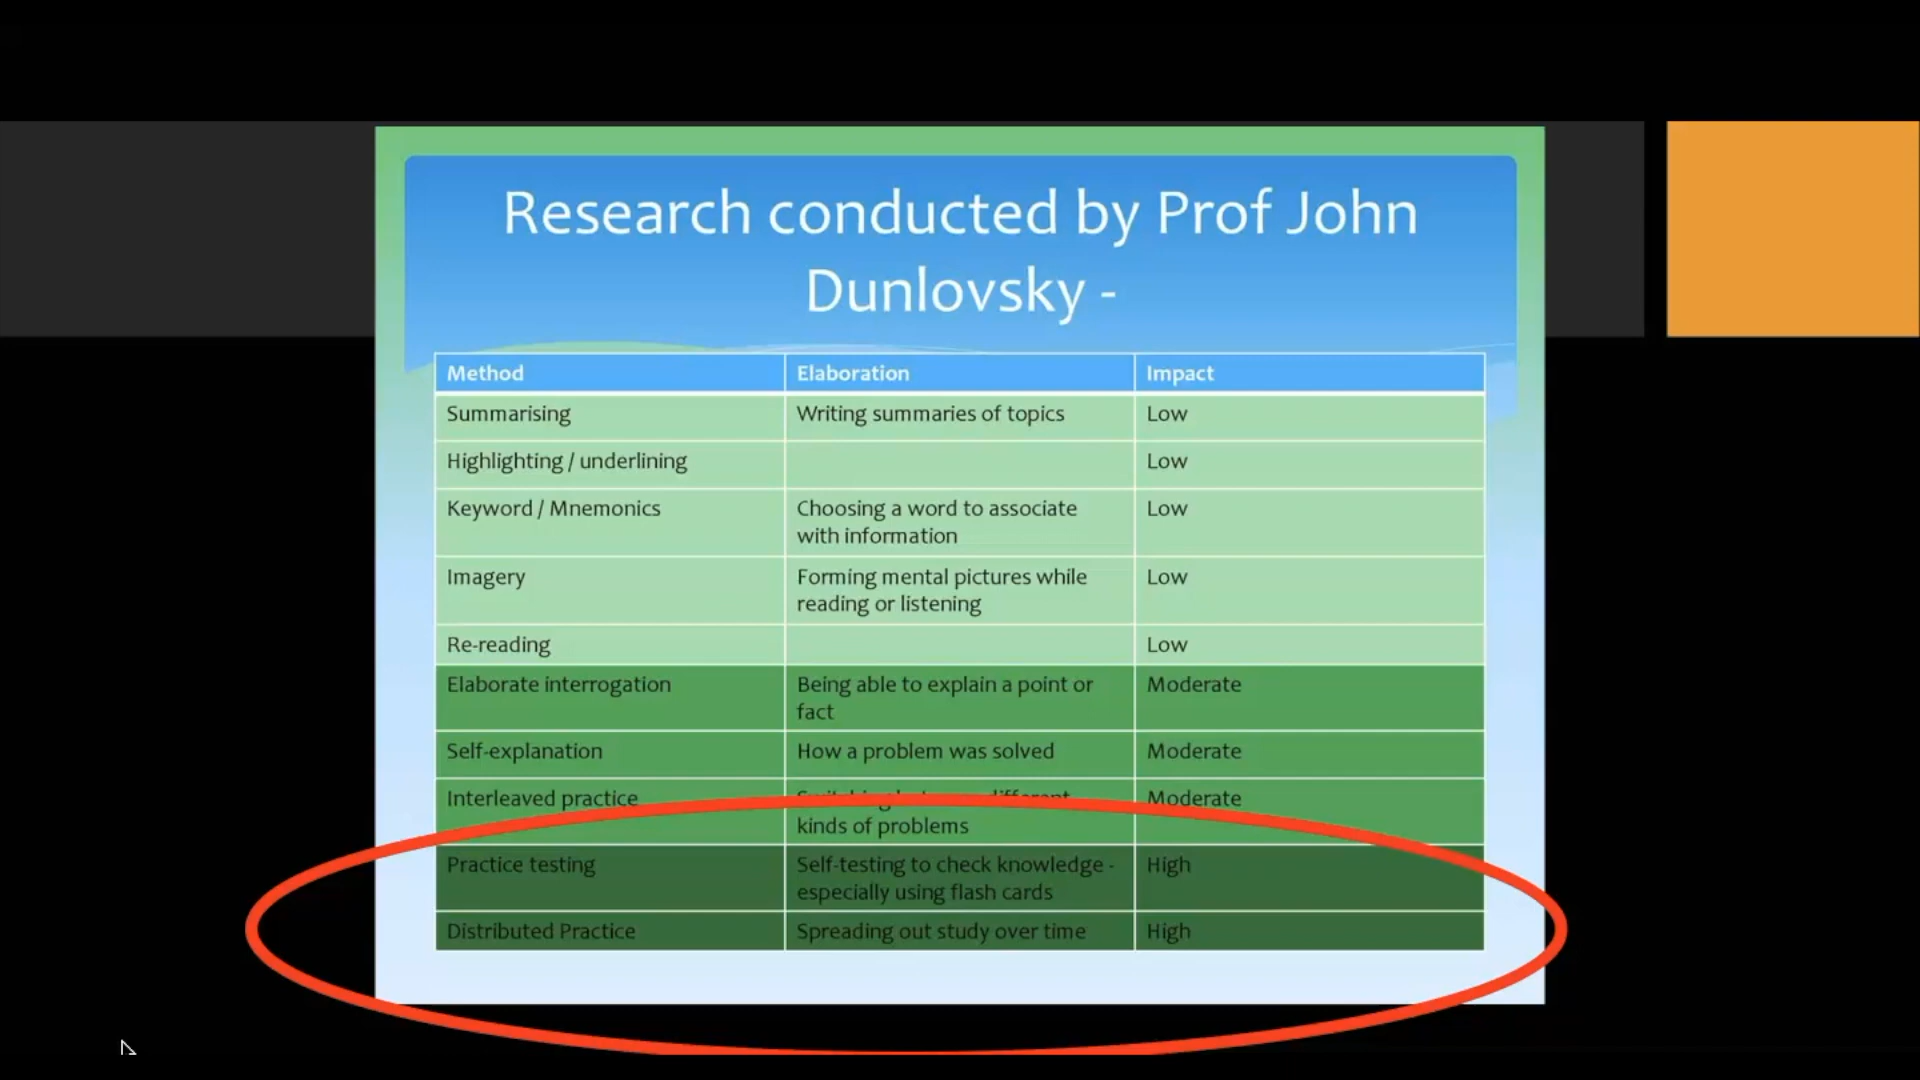 Research conducted by Prof John
Dunlovsky -
Method Elaboration Impact
Summarising Writing summaries of topics Low
Highlighting / underlining Low
Keyword / Mnemonics Choosing a word to associate Low
with information
Imagery Forming mental pictures while Low
reading or listening
Re-reading Low
Elaborate interrogation Being able to explain a point or Moderate
fact
Self-explanation How a problem was solved Moderate
Interleaved practice Switching between different Moderate
kinds of problems
Practice testing Self-testing to check knowledge - High
especially using flash cards
Distributed Practice Spreading out study over time High